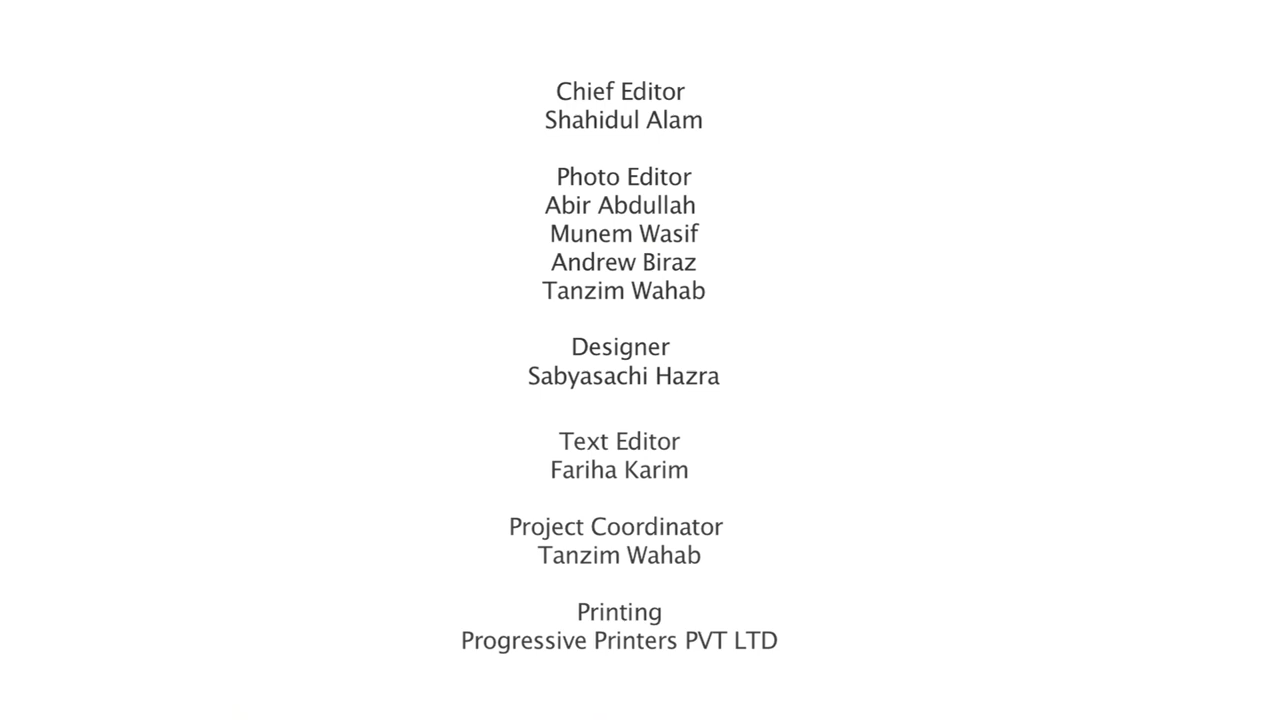 Chief Editor
Shahidul Alam
Photo Editor
Abir Abdullah
Munem Wasif
Andrew Biraz
Tanzim Wahab
Designer
Sabyasachi Hazra
Text Editor
Fariha Karim
Project Coordinator
Tanzim Wahab
Printing
Progressive Printers PVT LTD